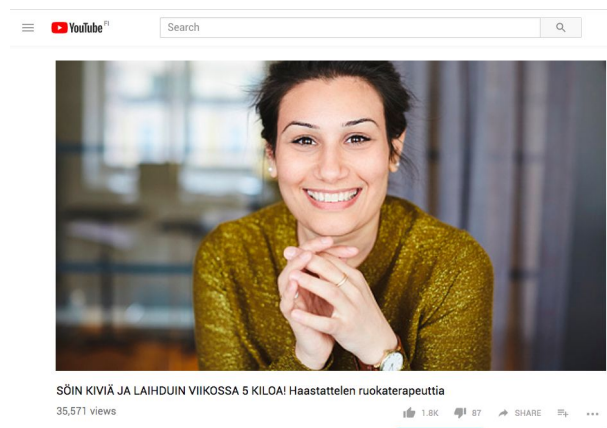 YouTube FI
Search
SÖIN KIVIÄ JA LAIHDUIN VIIKOSSA 5 KILOA! Haastattelen ruokaterapeuttia
35,571 views
1.8K 87 SHARE